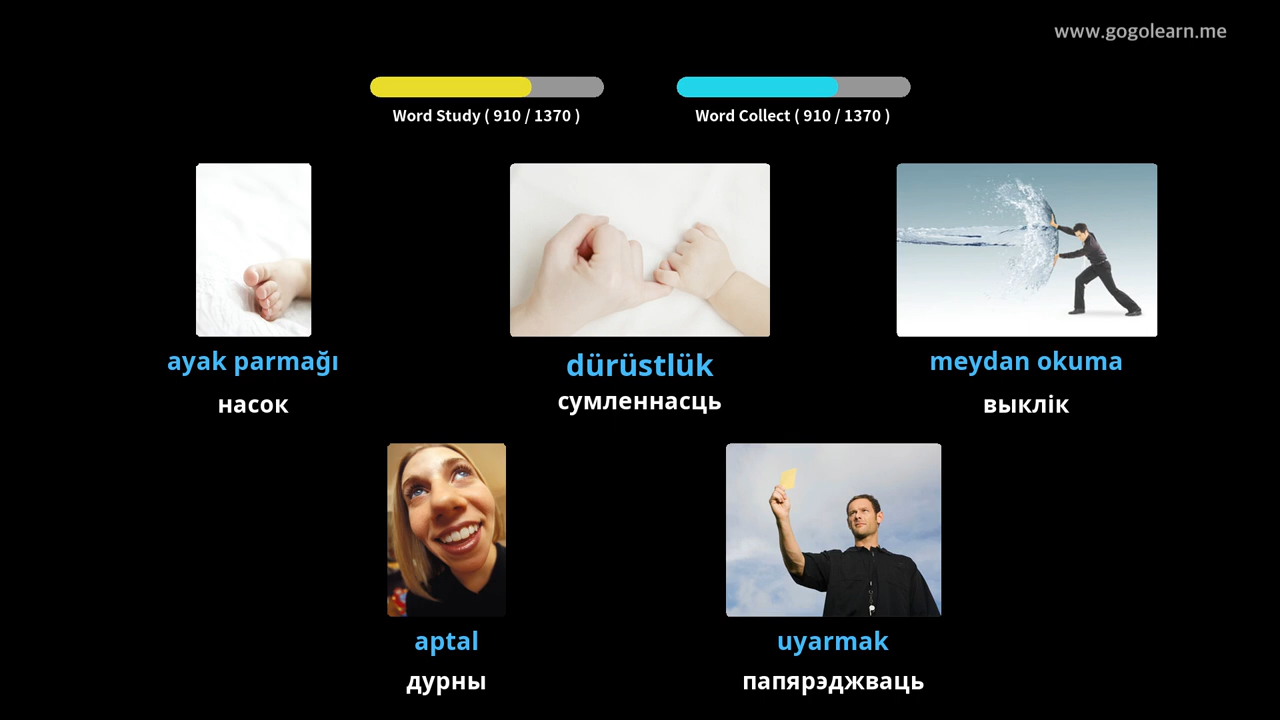 www.gogolearn.me
Word Study ( 910 / 1370 )
Word Collect ( 910 / 1370 )
ayak parmağı
насок
dürüstlük
сумленнасць
meydan okuma
выклік
aptal
дурны
uyarmak
папярэджваць